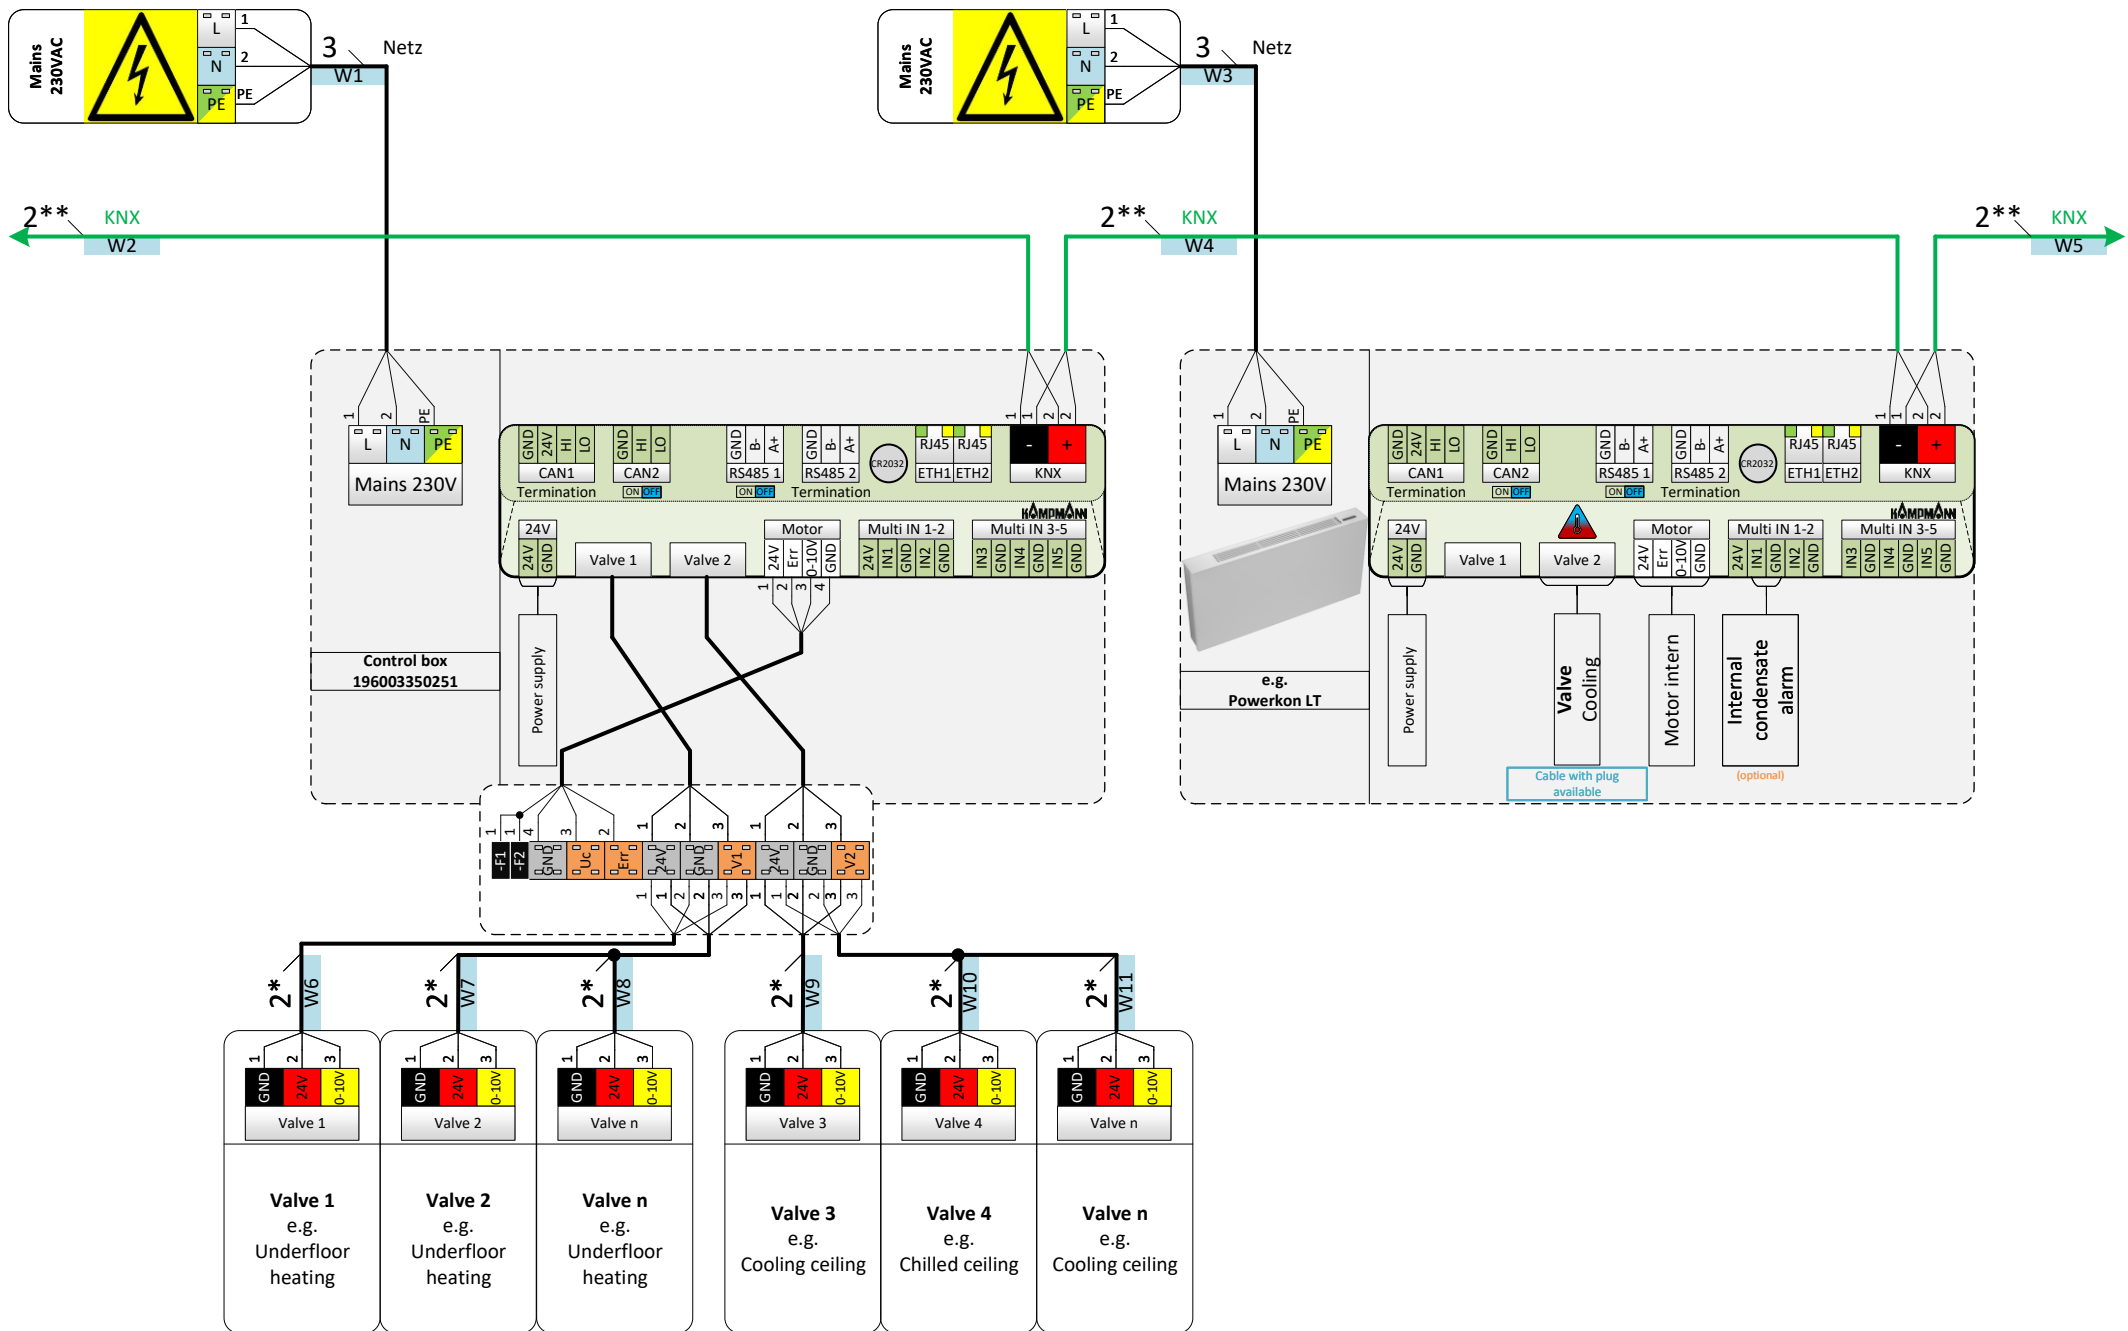 Mains
230VAC
L
N
PE
1
2
PE
3
Netz
W1
Mains
230VAC
L
N
PE
1
2
PE
3
Netz
W3
2**
KNX
W2
2**
KNX
W4
2**
KNX
W5
1
2
PE
L
N
PE
Mains 230V
1
1
2
2
GND
24V
HI
LO
CAN1
GND
HI
LO
CAN2
GND
B-
A+
RS485 1
GND
B-
A+
RS485 2
CR2032
RJ45
RJ45
ETH1
ETH2
-
+
KNX
Termination
ON
OFF
ON
OFF
Termination
KAMPMANN
24V
24V
GND
Valve 1
Valve 2
Motor
24V
Err
0-10V
GND
Multi IN 1-2
24V
IN1
GND
IN2
GND
Multi IN 3-5
IN3
GND
IN4
GND
IN5
GND
1
2
3
4
Power supply
Control box
196003350251
1
2
PE
L
N
PE
Mains 230V
1
1
2
2
GND
24V
HI
LO
CAN1
GND
HI
LO
CAN2
GND
B-
A+
RS485 1
GND
B-
A+
RS485 2
CR2032
RJ45
RJ45
ETH1
ETH2
-
+
KNX
Termination
ON
OFF
ON
OFF
Termination
KAMPMANN
24V
24V
GND
Valve 1
Valve 2
Motor
24V
Err
0-10V
GND
Multi IN 1-2
24V
IN1
GND
IN2
GND
Multi IN 3-5
IN3
GND
IN4
GND
IN5
GND
e.g.
Powerkon LT
Power supply
Valve
Cooling
Motor intern
Internal
condensate
alarm
Cable with plug
available
(optional)
1
1
4
3
2
1
2
3
1
2
3
-F1
-F2
GND
Uc
Err
24V
GND
V1
24V
GND
V2
1
1
2
2
3
3
1
1
2
2
3
3
2*
W6
2*
W7
2*
W8
2*
W9
2*
W10
2*
W11
1
2
3
GND
24V
0-10V
Valve 1
1
2
3
GND
24V
0-10V
Valve 2
1
2
3
GND
24V
0-10V
Valve n
1
2
3
GND
24V
0-10V
Valve 3
1
2
3
GND
24V
0-10V
Valve 4
1
2
3
GND
24V
0-10V
Valve n
Valve 1
e.g.
Underfloor
heating
Valve 2
e.g.
Underfloor
heating
Valve n
e.g.
Underfloor
heating
Valve 3
e.g.
Cooling ceiling
Valve 4
e.g.
Chilled ceiling
Valve n
e.g.
Cooling ceiling